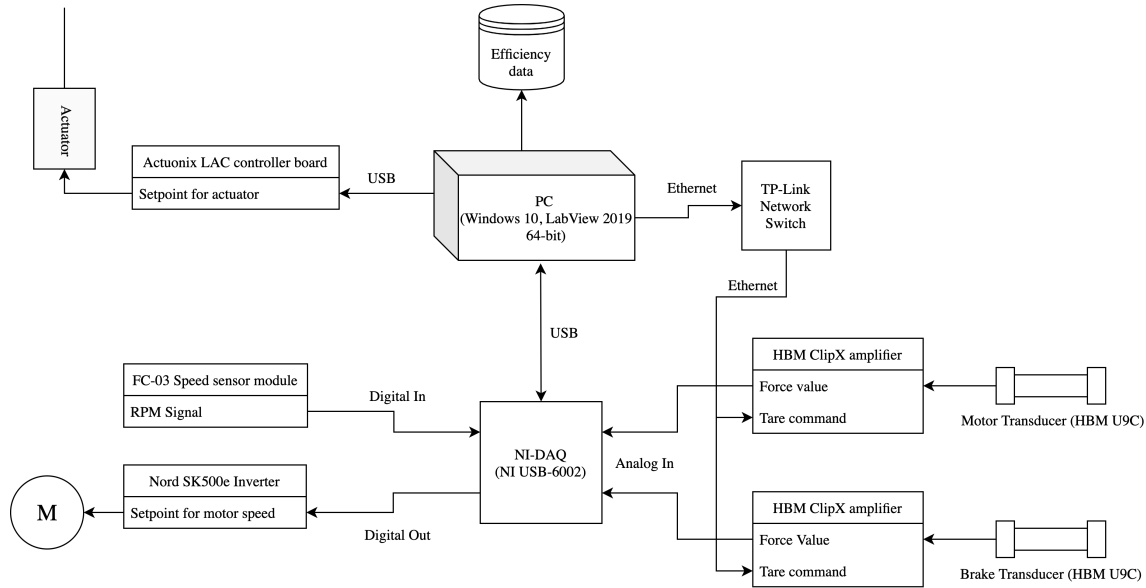 Efficiency
data
Actuator
Actuonix LAC controller board
Setpoint for actuator
USB
PC
(Windows 10, LabView 2019
64-bit)
Ethernet
TP-Link
Network
Switch
Ethernet
USB
HBM ClipX amplifier
Force value
Tare command
Motor Transducer (HBM U9C)
FC-03 Speed sensor module
RPM Signal
Digital In
NI-DAQ
(NI USB-6002)
Analog In
Nord SK500e Inverter
Setpoint for motor speed
M
Digital Out
HBM ClipX amplifier
Force Value
Tare command
Brake Transducer (HBM U9C)